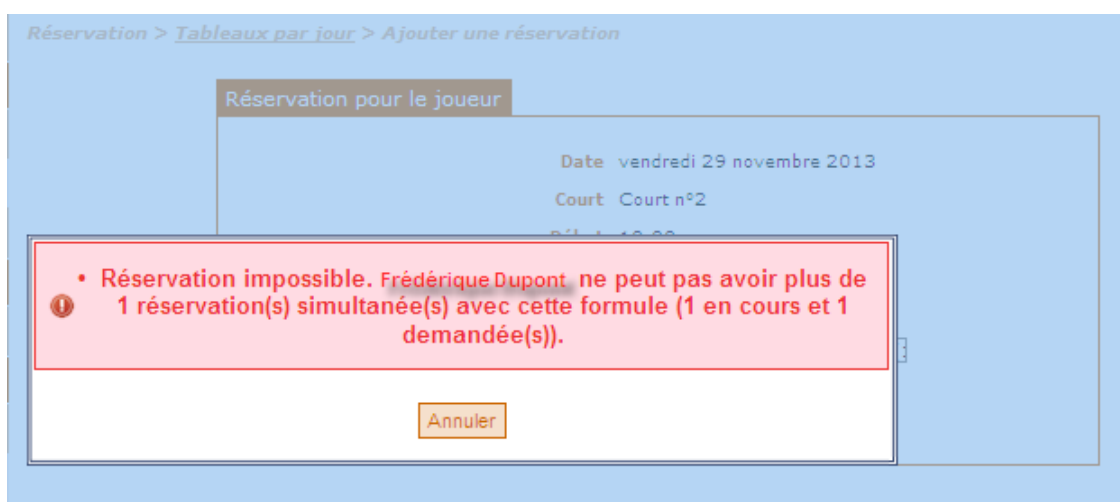 Réservation > Tableaux par jour > Ajouter une réservation
Réservation pour le joueur
Date vendredi 29 novembre 2013
Court Court n°2
• Réservation impossible. Frédérique Dupont ne peut pas avoir plus de
1 réservation(s) simultanée(s) avec cette formule (1 en cours et 1
demandée(s)).
Annuler